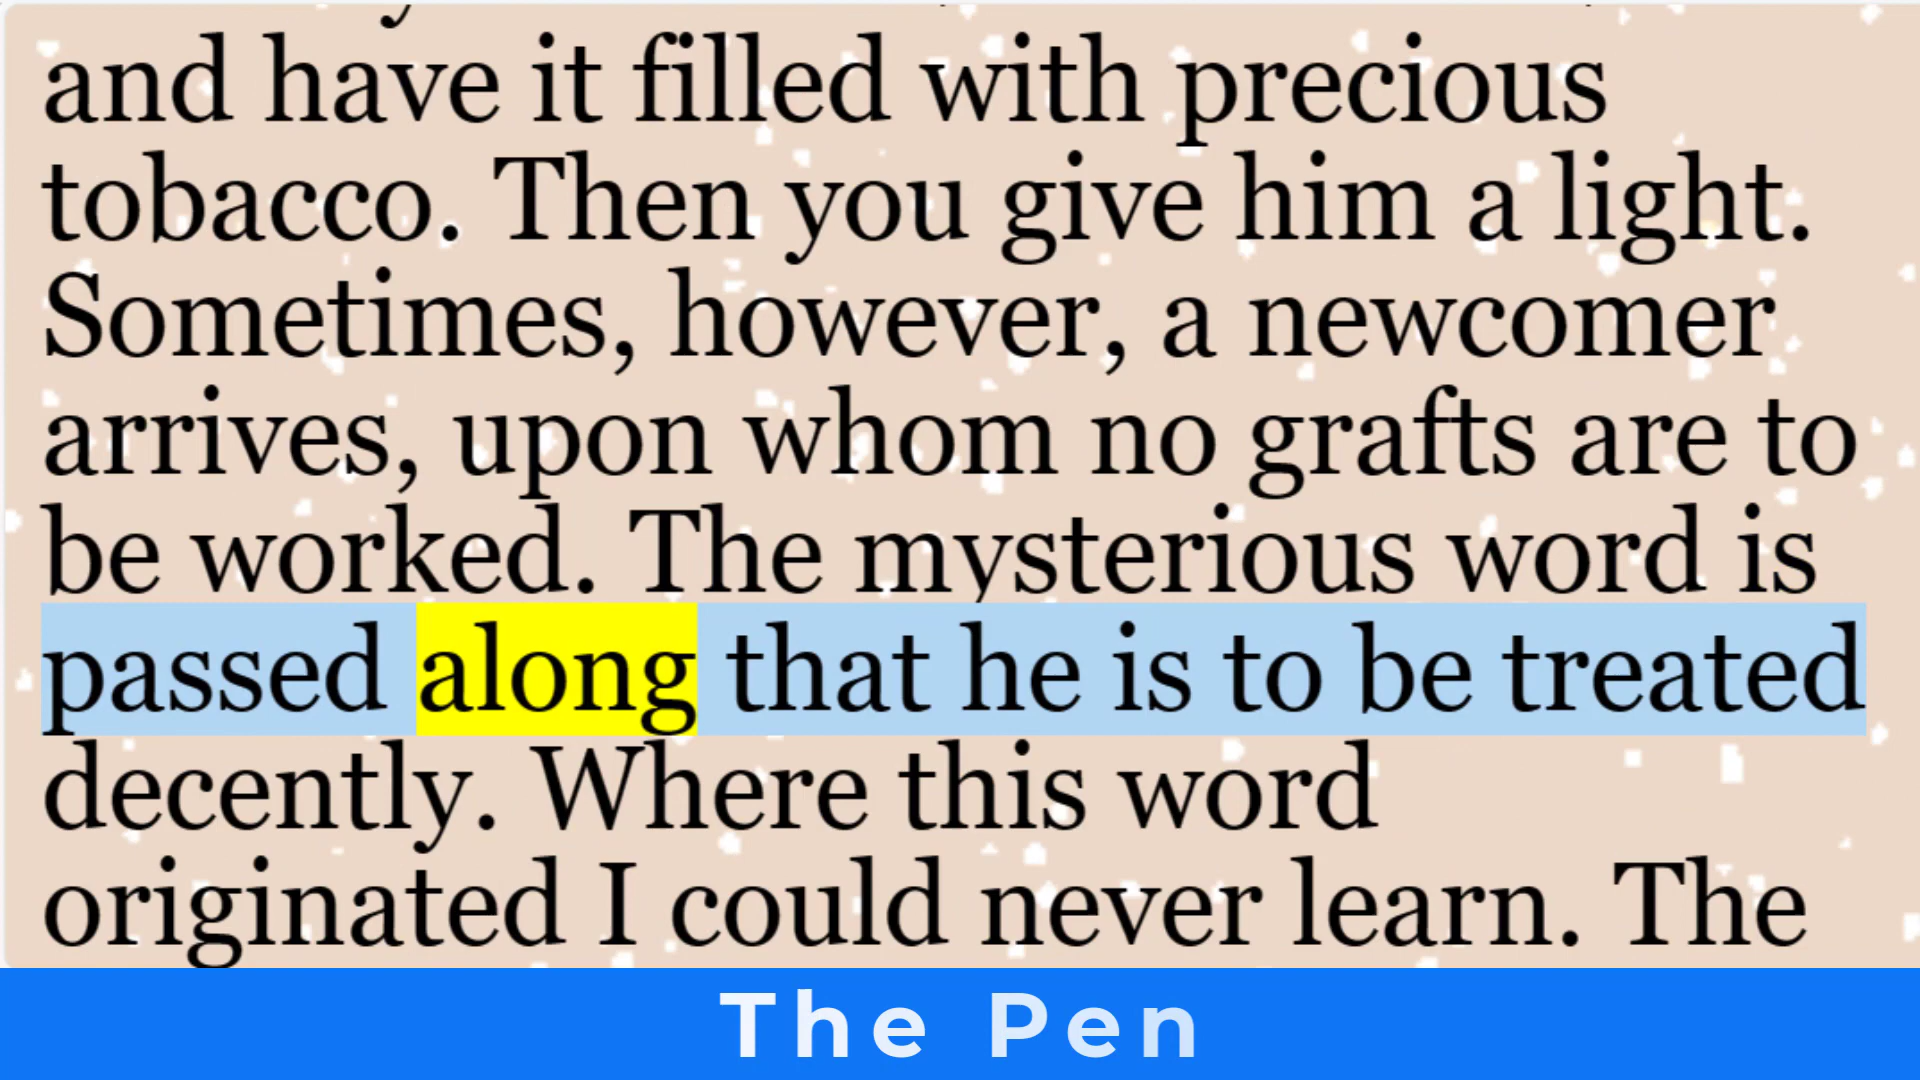 and have it filled with precious
tobacco. Then you give him a light.
Sometimes, however, a newcomer
arrives, upon whom no grafts are to
be worked. The mysterious word is
passed along that he is to be treated
decently. Where this word
originated I could never learn. The
The Pen